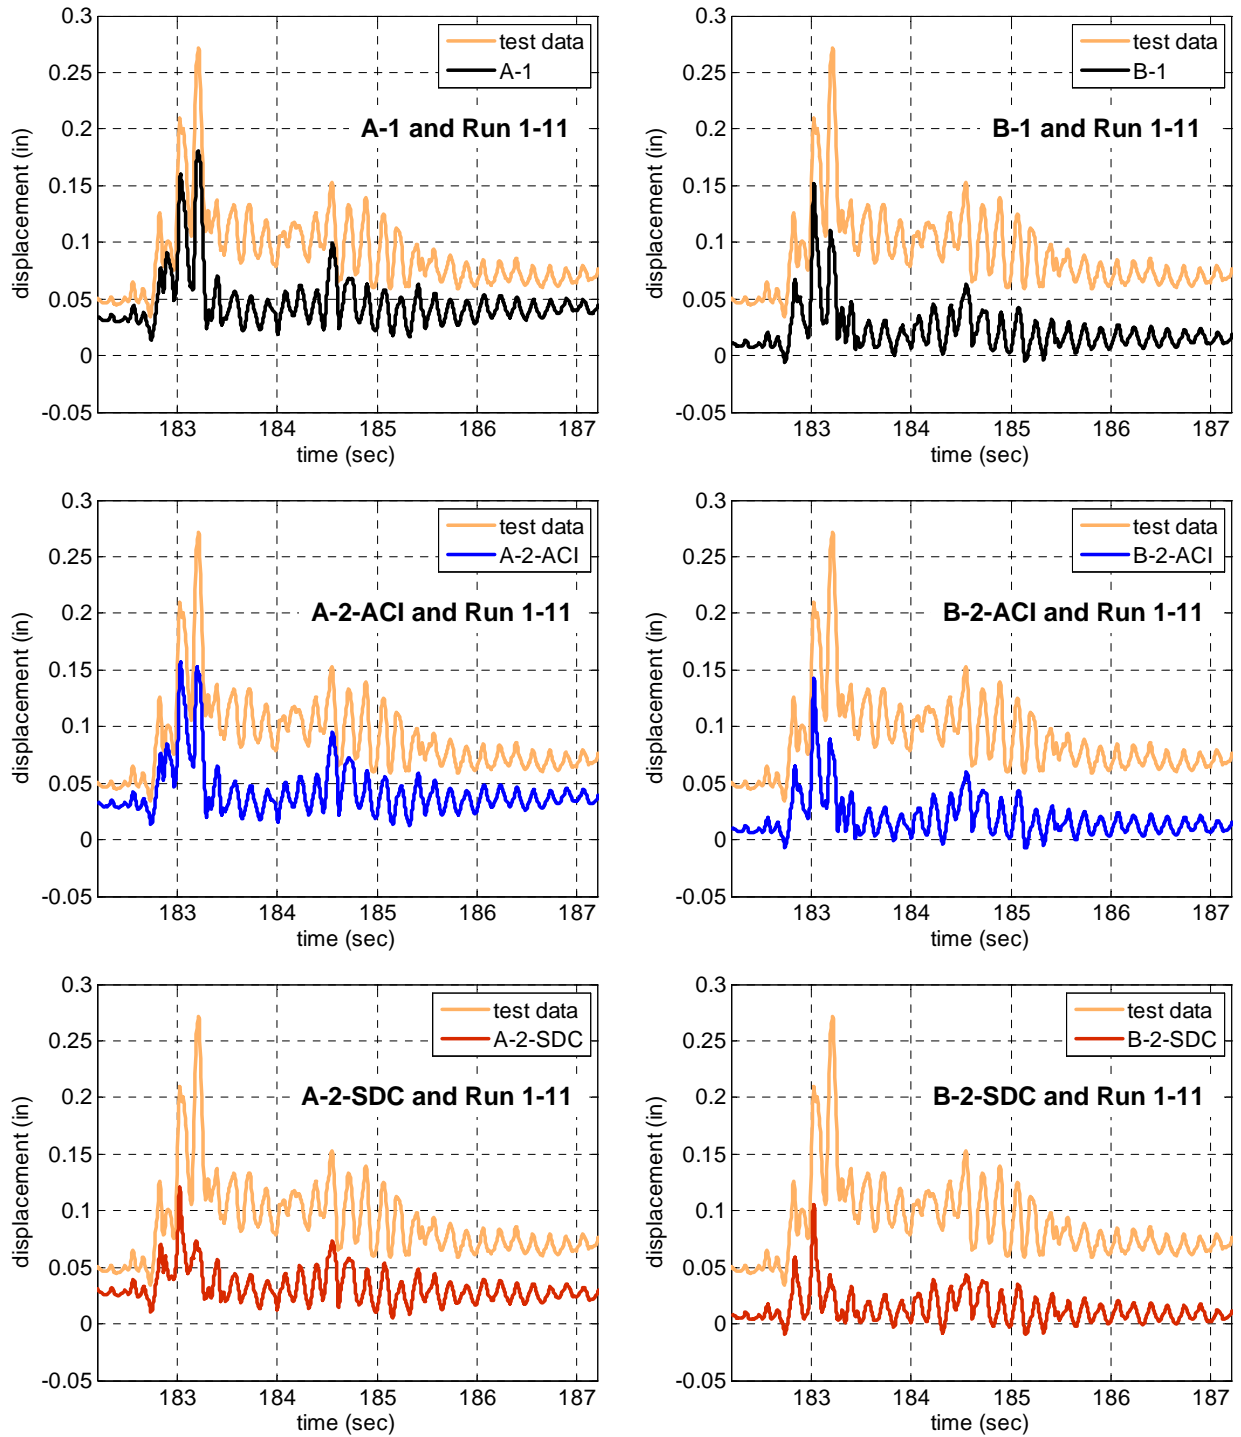 0.3
0.25
0.2
0.15
0.1
0.05
0
-0.05
displacement (in)
test data
A-1
A-1 and Run 1-11
183 184 185 186 187
time (sec)
0.3
0.25
0.2
0.15
0.1
0.05
0
-0.05
displacement (in)
test data
B-1
B-1 and Run 1-11
183 184 185 186 187
time (sec)
0.3
0.25
0.2
0.15
0.1
0.05
0
-0.05
displacement (in)
test data
A-2-ACI
A-2-ACI and Run 1-11
183 184 185 186 187
time (sec)
0.3
0.25
0.2
0.15
0.1
0.05
0
-0.05
displacement (in)
test data
B-2-ACI
B-2-ACI and Run 1-11
183 184 185 186 187
time (sec)
0.3
0.25
0.2
0.15
0.1
0.05
0
-0.05
displacement (in)
test data
A-2-SDC
A-2-SDC and Run 1-11
183 184 185 186 187
time (sec)
0.3
0.25
0.2
0.15
0.1
0.05
0
-0.05
displacement (in)
test data
B-2-SDC
B-2-SDC and Run 1-11
183 184 185 186 187
time (sec)